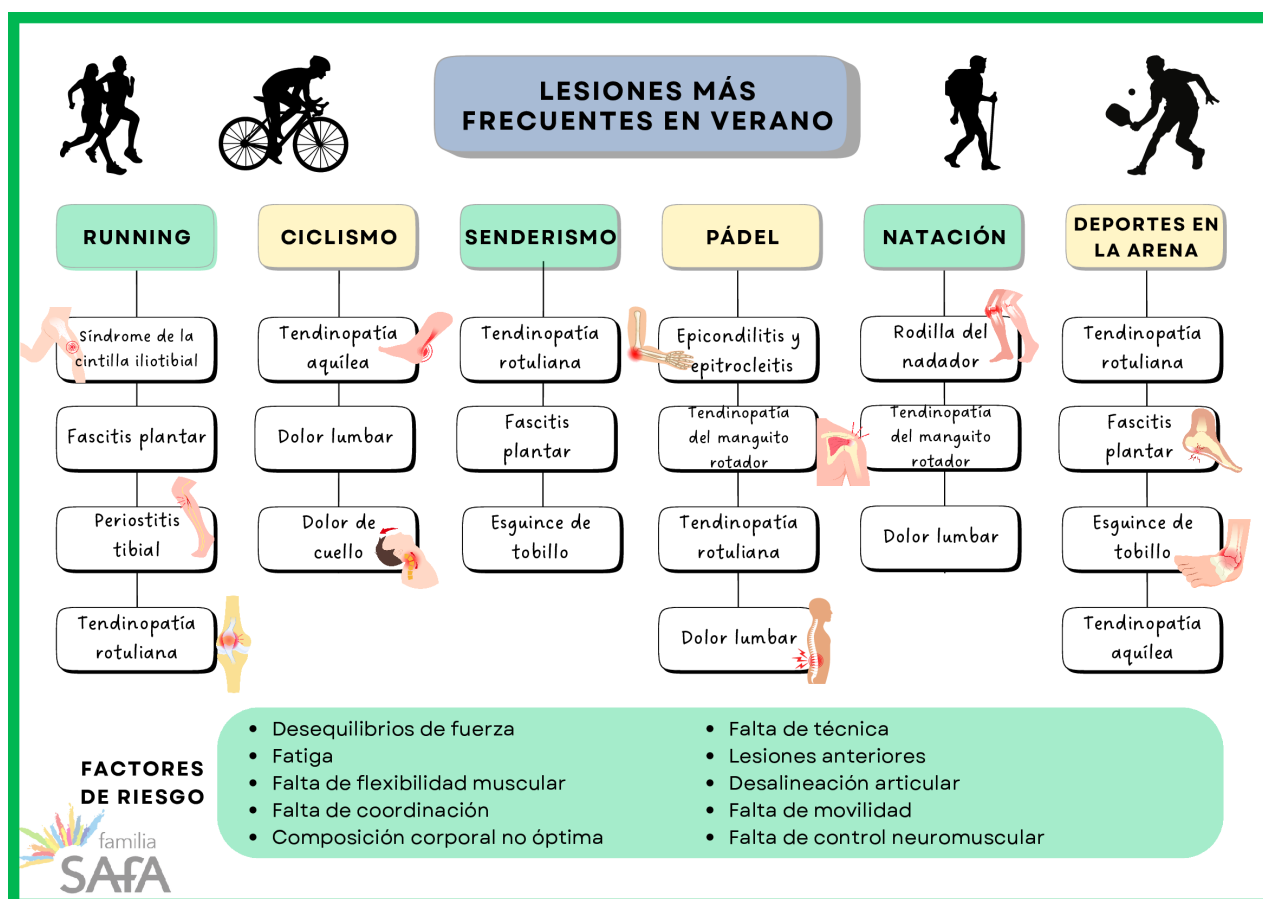 LESIONES MÁS
FRECUENTES EN VERANO
RUNNING
Síndrome de la
cintilla iliotibial
Fascitis plantar
Periostitis
tibial
Tendinopatía
rotuliana
CICLISMO
Tendinopatía
aquílea
Dolor lumbar
Dolor de
cuello
SENDERISMO
Tendinopatía
rotuliana
Fascitis
plantar
Esguince de
tobillo
PÁDEL
Epicondilitis y
epitrocleitis
Tendinopatía
del manguito
rotador
Tendinopatía
rotuliana
Dolor lumbar
NATACIÓN
Rodilla del
nadador
Tendinopatía
del manguito
rotador
Dolor lumbar
DEPORTES EN
LA ARENA
Tendinopatía
rotuliana
Fascitis
plantar
Esguince de
tobillo
Tendinopatía
aquílea
FACTORES
DE RIESGO
• Desequilibrios de fuerza
• Fatiga
• Falta de flexibilidad muscular
• Falta de coordinación
• Composición corporal no óptima
• Falta de técnica
• Lesiones anteriores
• Desalineación articular
• Falta de movilidad
• Falta de control neuromuscular
familia
SAfA